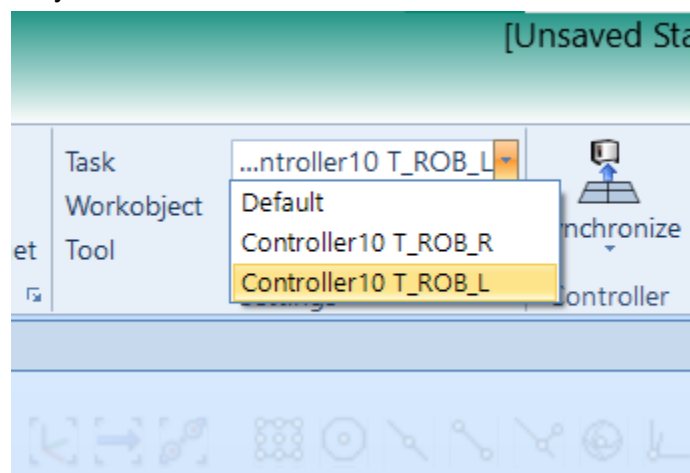 [Unsaved Sta
Task
...ntroller10 T_ROB_L
Workobject
Default
nchronize
et
Tool
Controller10 T_ROB_R
Controller10 T_ROB_L
Controller